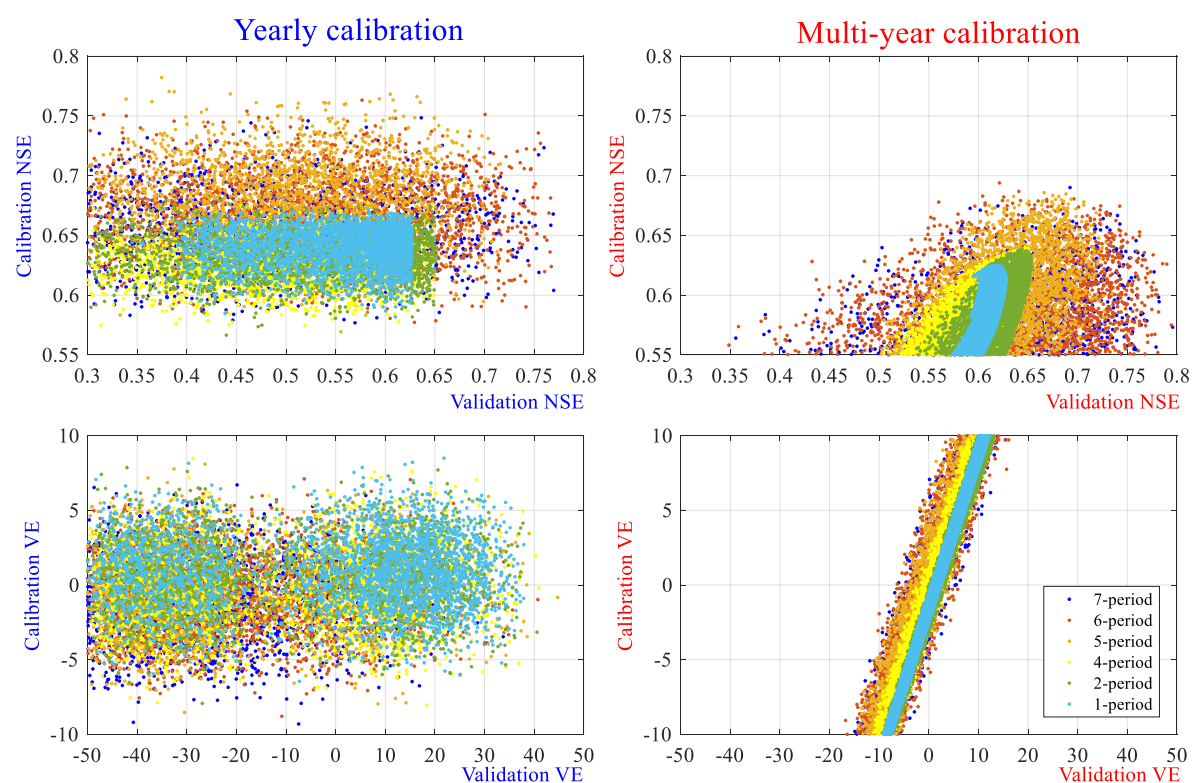 Yearly calibration
Multi-year calibration
0.8
0.75
0.7
0.65
0.6
0.55
Calibration NSE
0.3 0.35 0.4 0.45 0.5 0.55 0.6 0.65 0.7 0.75 0.8
Validation NSE
0.8
0.75
0.7
0.65
0.6
0.55
Calibration NSE
0.3 0.35 0.4 0.45 0.5 0.55 0.6 0.65 0.7 0.75 0.8
Validation NSE
10
5
0
-5
-10
Calibration VE
-50 -40 -30 -20 -10 0 10 20 30 40 50
Validation VE
10
5
0
-5
-10
Calibration VE
7-period
6-period
5-period
4-period
2-period
1-period
-50 -40 -30 -20 -10 0 10 20 30 40 50
Validation VE